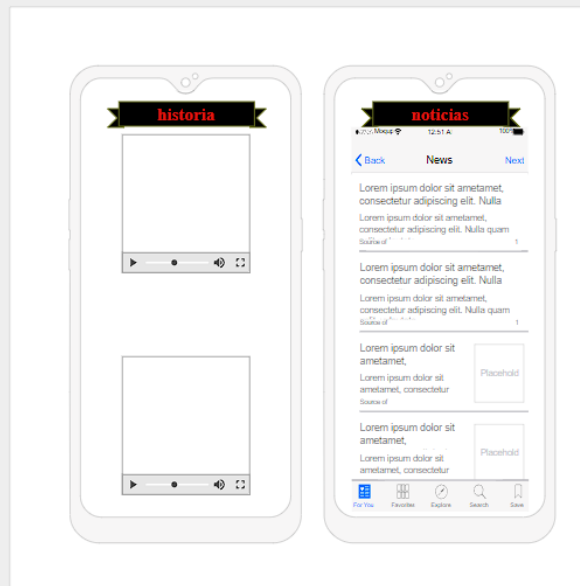 historia
noticias
12:51 A
100%
Back
News
Next
Lorem ipsum dolor sit ametamet,
consectetur adipiscing elit. Nulla
Lorem ipsum dolor sit ametamet,
consectetur adipiscing elit. Nulla quam
Source of
1
Lorem ipsum dolor sit ametamet,
consectetur adipiscing elit. Nulla
Lorem ipsum dolor sit ametamet,
consectetur adipiscing elit. Nulla quam
Source of
1
Lorem ipsum dolor sit
ametamet,
Lorem ipsum dolor sit
ametamet, consectetur
Source of
Placehold
Lorem ipsum dolor sit
ametamet,
Lorem ipsum dolor sit
ametamet, consectetur
Placehold
For You
Favorites
Explore
Search
Save